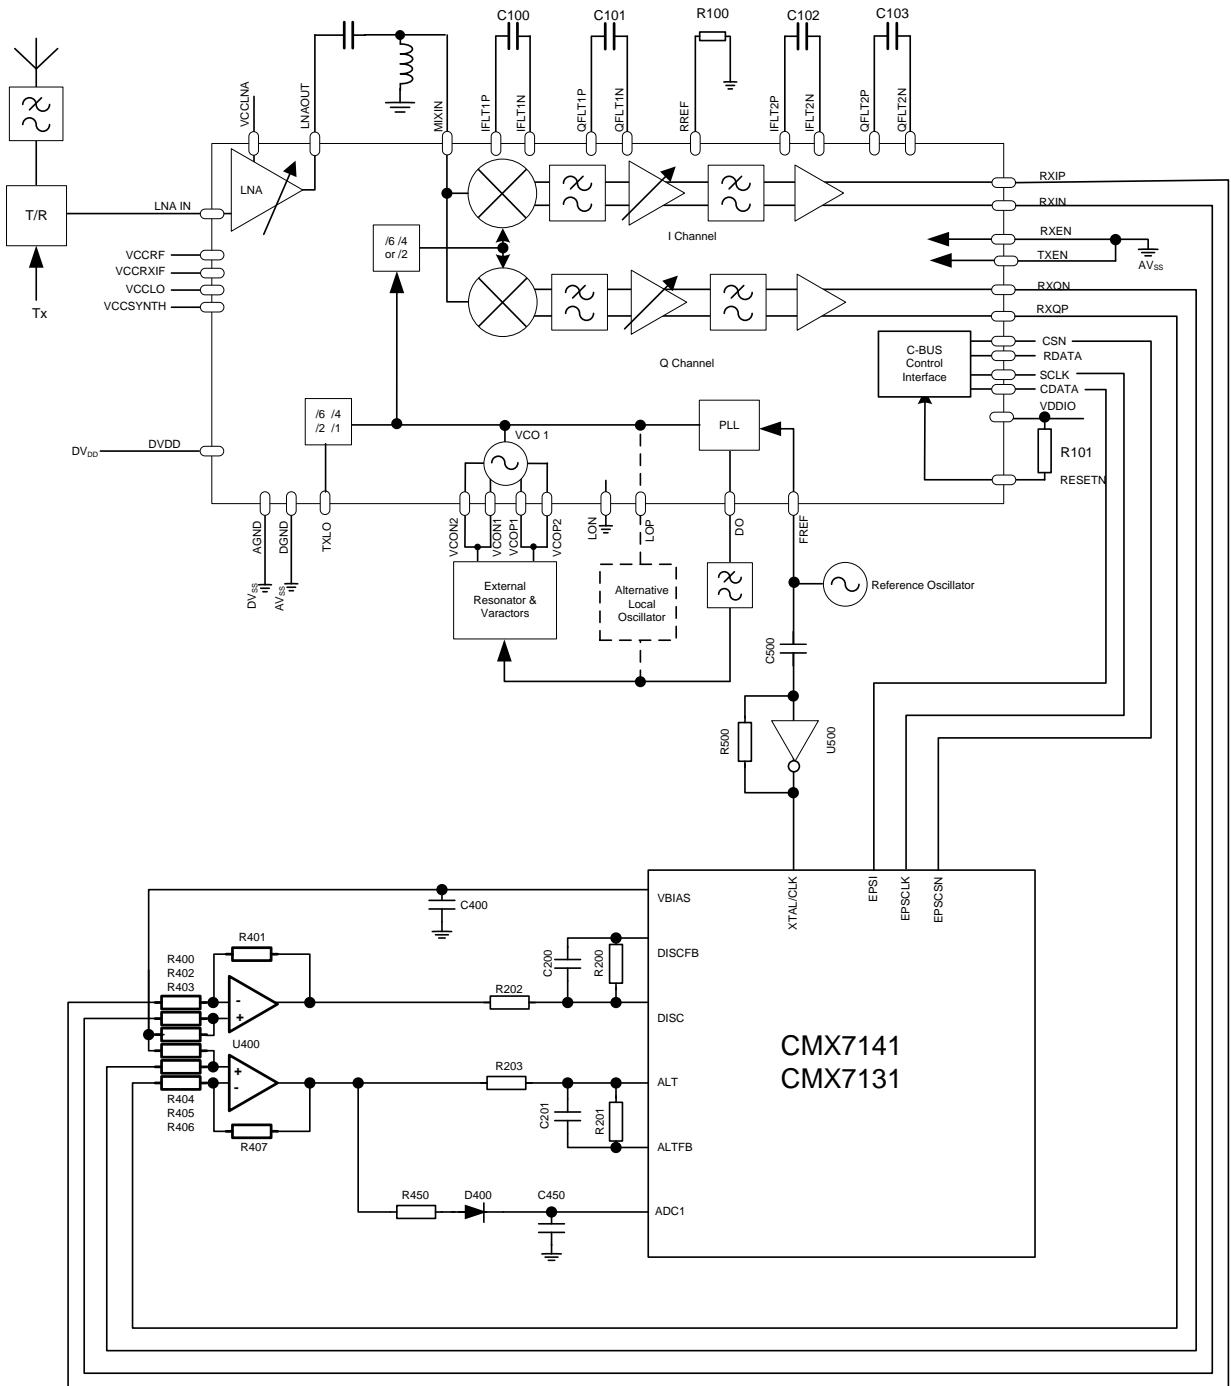 C100
C101
R100
C102
C103
VCCLNA
LNAOUT
MIXIN
IFLT1P
IFLT1N
QFLT1P
QFLT1N
RREF
IFLT2P
IFLT2N
QFLT2P
QFLT2N
LNA
T/R
LNA IN
Tx
VCCRF
VCCRXIF
VCCLO
VCCSYNTH
/6 /4
or /2
I Channel
Q Channel
RXIP
RXIN
RXEN
TXEN
AVSS
RXQN
RXQP
CSN
RDATA
SCLK
CDATA
VDDIO
C-BUS
Control
Interface
R101
RESETN
/6 /4
/2 /1
VCO 1
PLL
DVDD
DVDD
AGND
DGND
TXLO
DVSS
AVSS
VCON2
VCON1
VCOP1
VCOP2
LON
LOP
DO
FREF
External
Resonator &
Varactors
Alternative
Local
Oscillator
Reference Oscillator
C500
R500
U500
XTAL/CLK
EPSI
EPSCLK
EPSCSN
VBIAS
C400
R401
R400
R402
R403
-
+
U400
+
-
R404
R405
R406
R407
C200
R200
DISCFB
R202
DISC
R203
ALT
C201
R201
ALTFB
R450
D400
C450
ADC1
CMX7141
CMX7131